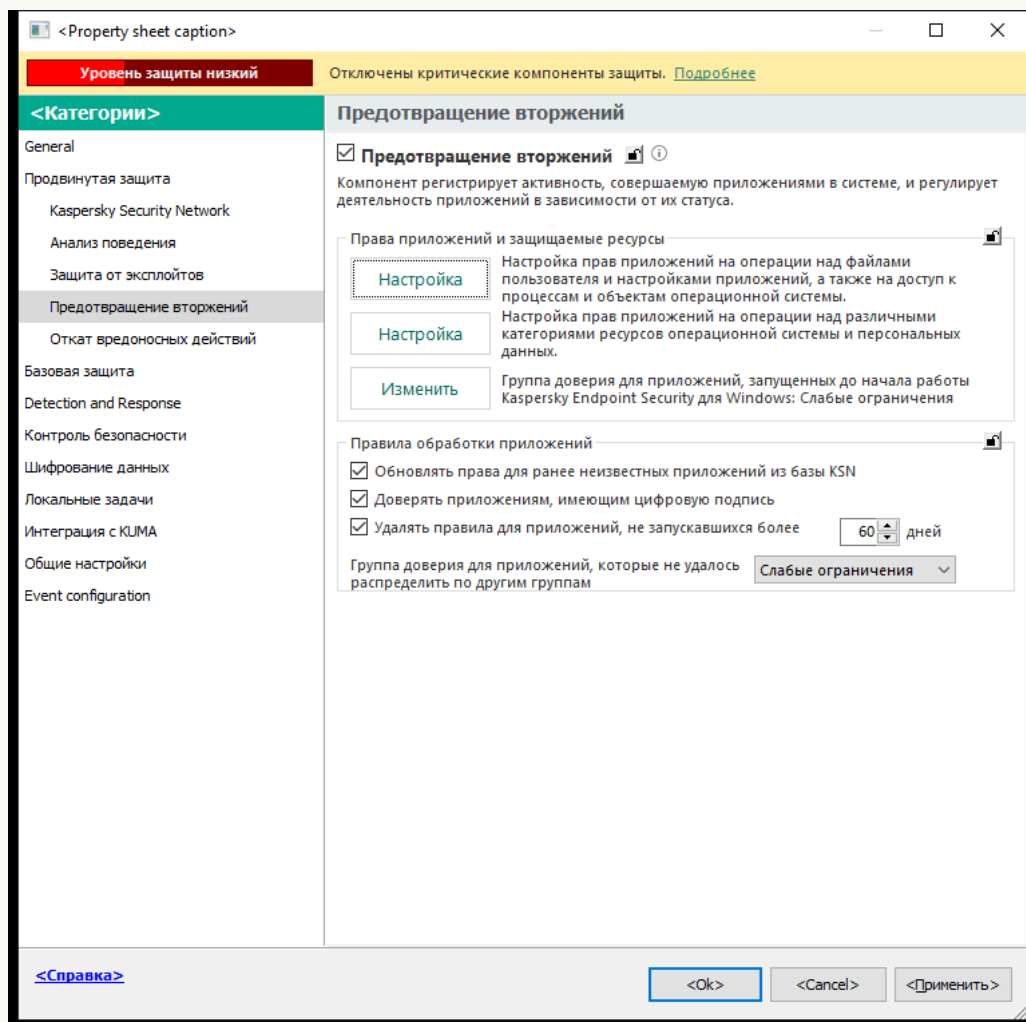 <Property sheet caption>
Уровень защиты низкий
Отключены критические компоненты защиты. Подробнее
<Категории>
General
Продвинутая защита
Kaspersky Security Network
Анализ поведения
Защита от эксплойтов
Предотвращение вторжений
Откат вредоносных действий
Базовая защита
Detection and Response
Контроль безопасности
Шифрование данных
Локальные задачи
Интеграция с KUMA
Общие настройки
Event configuration
Предотвращение вторжений
Предотвращение вторжений
Компонент регистрирует активность, совершаемую приложениями в системе, и регулирует
деятельность приложений в зависимости от их статуса.
Права приложений и защищаемые ресурсы
Настройка
Настройка прав приложений на операции над файлами
пользователя и настройками приложений, а также на доступ к
процессам и объектам операционной системы.
Настройка
Настройка прав приложений на операции над различными
категориями ресурсов операционной системы и персональных
данных.
Изменить
Группа доверия для приложений, запущенных до начала работы
Kaspersky Endpoint Security для Windows: Слабые ограничения
Правила обработки приложений
Обновлять права для ранее неизвестных приложений из базы KSN
Доверять приложениям, имеющим цифровую подпись
Удалять правила для приложений, не запускавшихся более 60 дней
Группа доверия для приложений, которые не удалось
распределить по другим группам
Слабые ограничения
<Справка>
<Ok>
<Cancel>
<Применить>